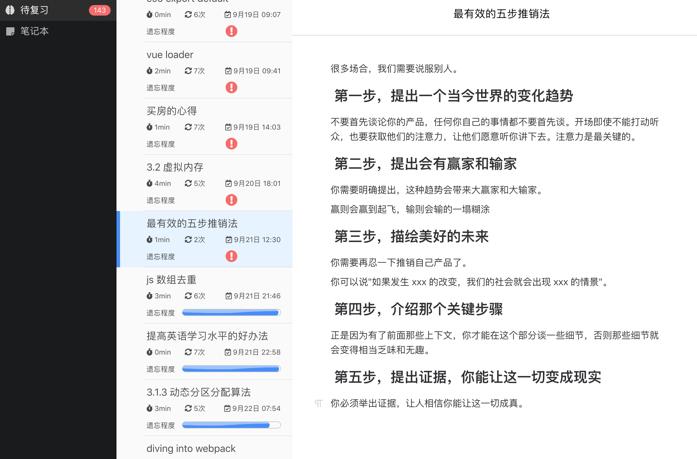 待复习
143
笔记本
0min
6次
9月19日 09:07
遗忘程度
vue loader
2min
7次
9月19日 09:41
遗忘程度
买房的心得
1min
7次
9月19日 14:03
遗忘程度
3.2 虚拟内存
4min
5次
9月20日 18:01
遗忘程度
最有效的五步推销法
1min
2次
9月21日 12:30
遗忘程度
js 数组去重
3min
6次
9月21日 21:46
遗忘程度
提高英语学习水平的好办法
0min
7次
9月21日 22:58
遗忘程度
3.1.3 动态分区分配算法
3min
5次
9月22日 07:54
遗忘程度
diving into webpack
最有效的五步推销法
很多场合，我们需要说服别人。
第一步，提出一个当今世界的变化趋势
不要首先谈论你的产品，任何你自己的事情都不要首先谈。开场即使不能打动听
众，也要获取他们的注意力，让他们愿意听你讲下去。注意力是最关键的。
第二步，提出会有赢家和输家
你需要明确提出，这种趋势会带来大赢家和大输家。
赢则会赢到起飞，输则会输的一塌糊涂
第三步，描绘美好的未来
你需要再忍一下推销自己产品了。
你可以说"如果发生 xxx 的改变，我们的社会就会出现 xxx 的情景"。
第四步，介绍那个关键步骤
正是因为有了前面那些上下文，你才能在这个部分谈一些细节，否则那些细节就
会变得相当乏味和无趣。
第五步，提出证据，你能让这一切变成现实
你必须举出证据，让人相信你能让这一切成真。